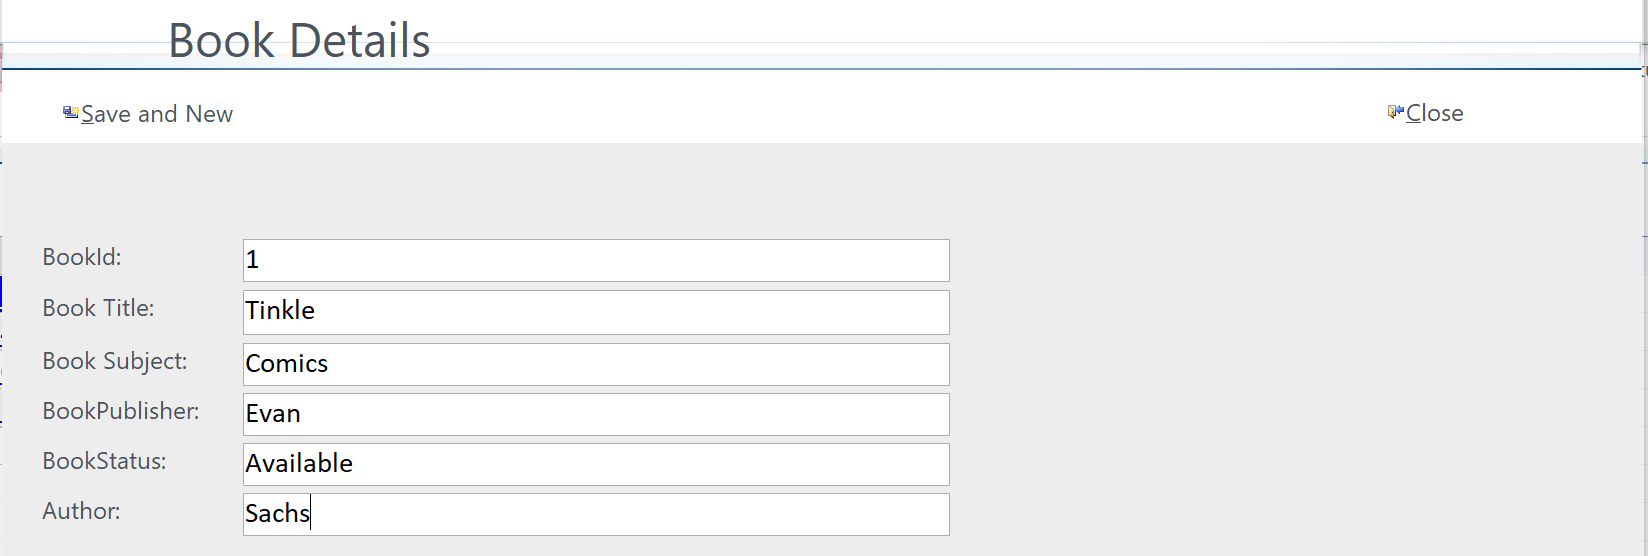 Book Details
Save and New
Close
BookId: 1
Book Title: Tinkle
Book Subject: Comics
BookPublisher: Evan
BookStatus: Available
Author: Sachs